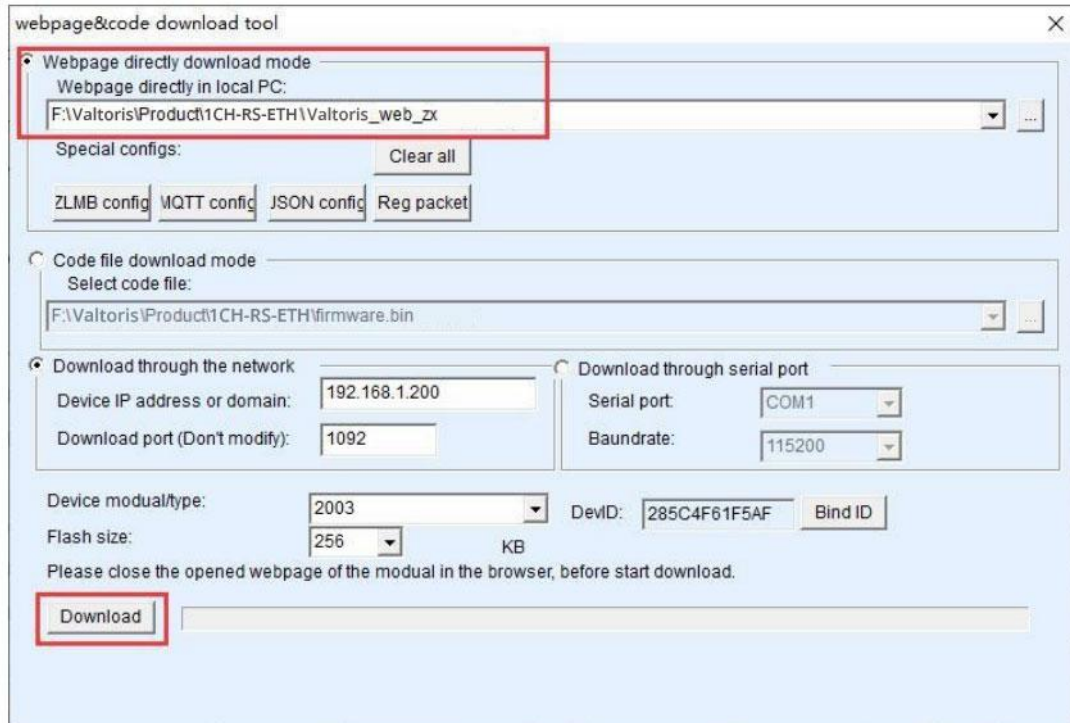 webpage&code download tool
Webpage directly download mode
Webpage directly in local PC:
F:\Valtoris\Product\1CH-RS-ETH\Valtoris_web_zx
...
Special configs:
Clear all
ZLMB config
MQTT config
JSON config
Reg packet
Code file download mode
Select code file:
F:\Valtoris\Product\1CH-RS-ETH\firmware.bin
...
Download through the network
Device IP address or domain:
192.168.1.200
Download port (Don't modify):
1092
Download through serial port
Serial port:
COM1
Baundrate:
115200
Device modual/type:
2003
DevID:
285C4F61F5AF
Bind ID
Flash size:
256
KB
Please close the opened webpage of the modual in the browser, before start download.
Download